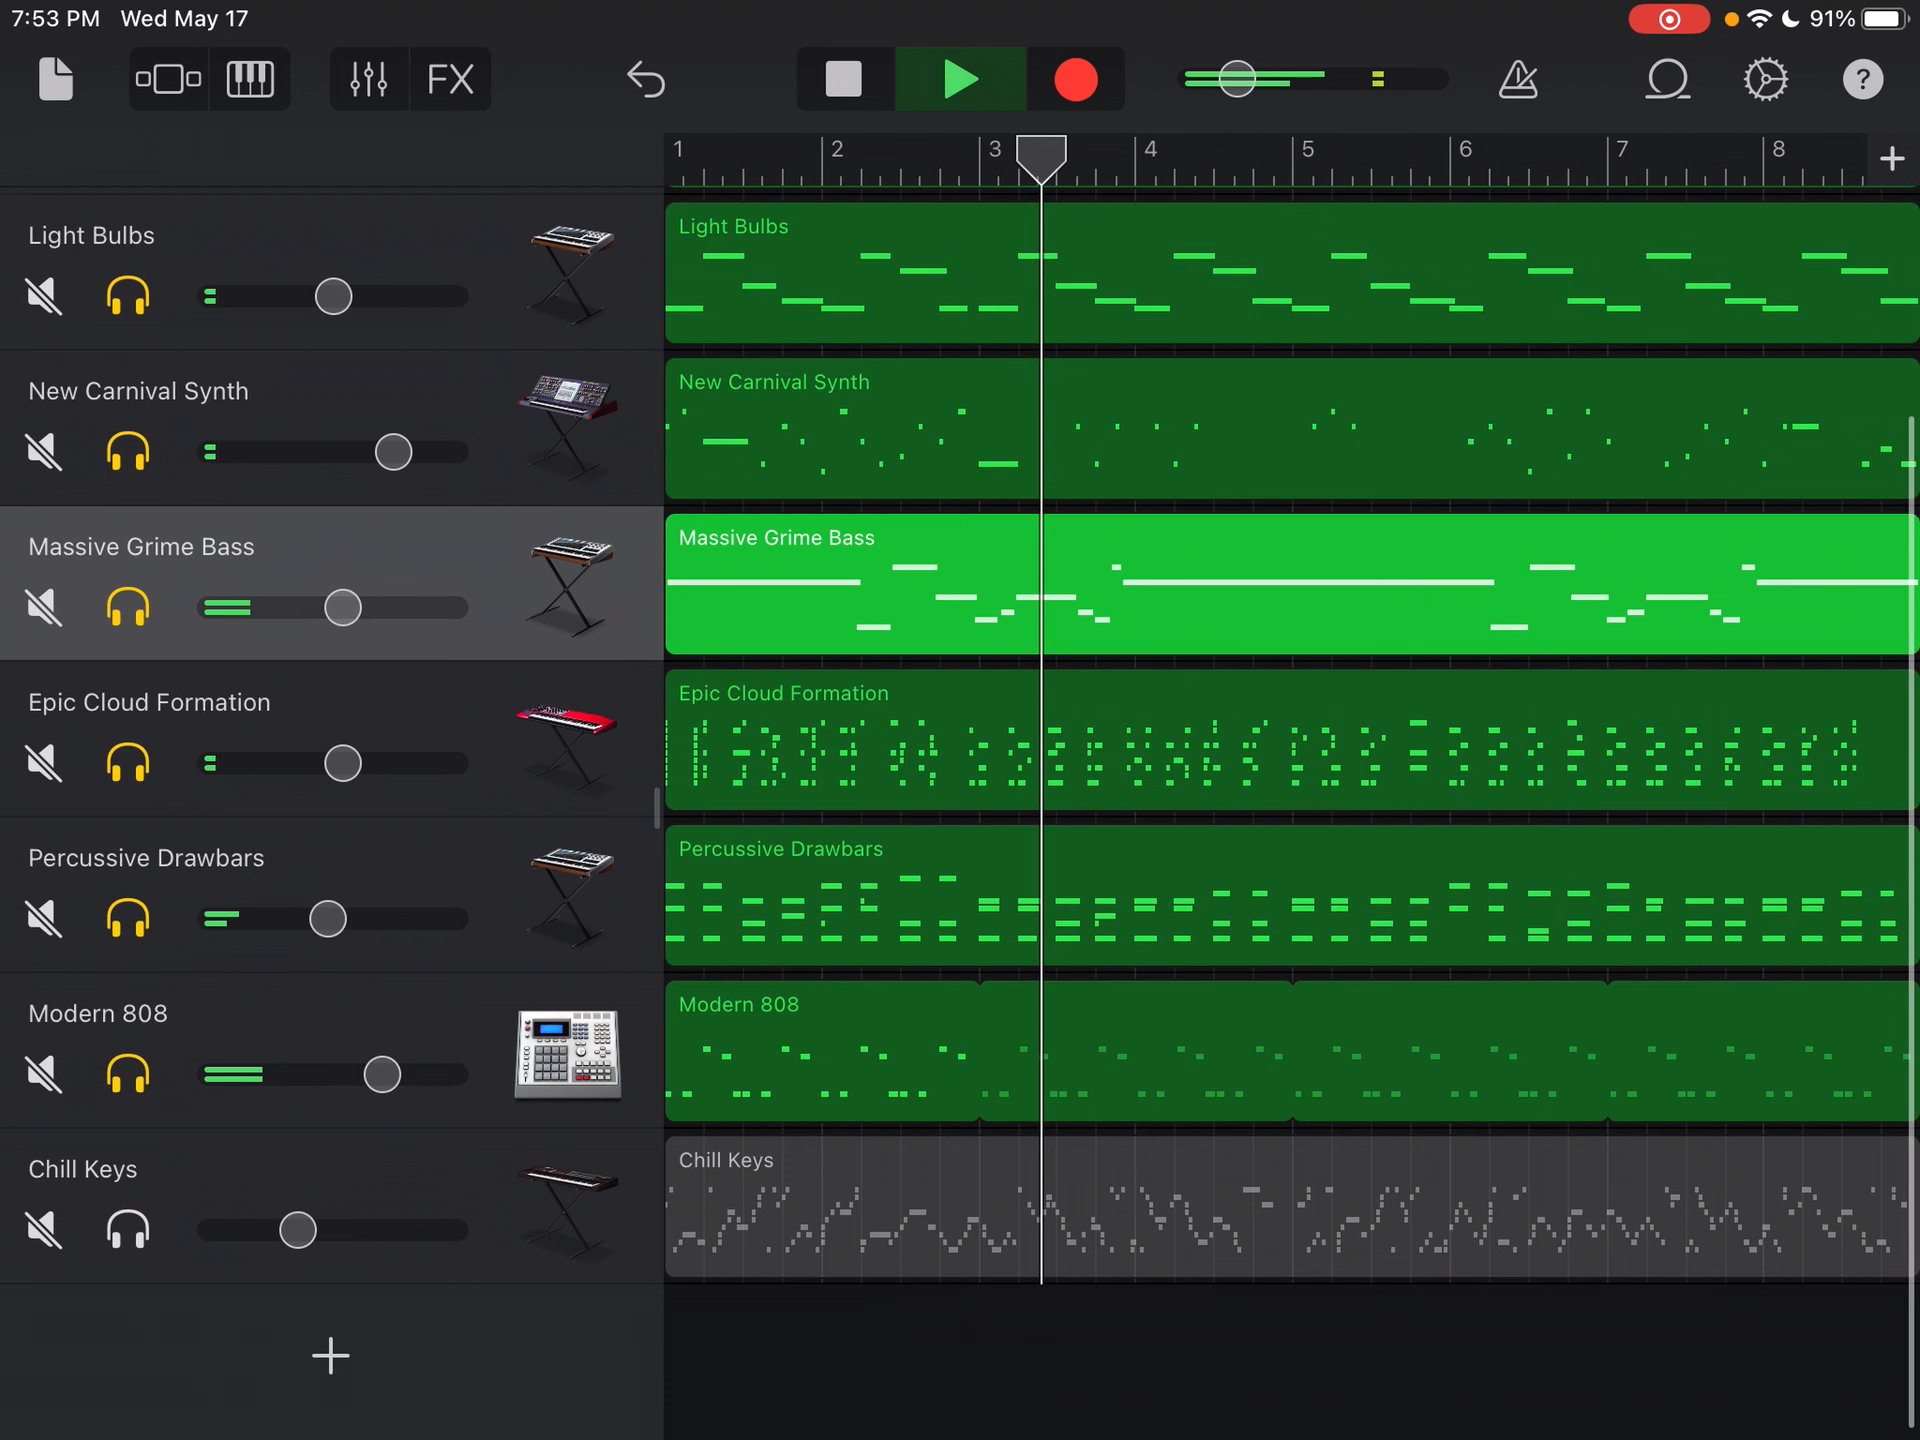 7:53 PM Wed May 17
91%
FX
?
1 2 3 4 5 6 7 8 +
Light Bulbs
Light Bulbs
New Carnival Synth
New Carnival Synth
Massive Grime Bass
Massive Grime Bass
Epic Cloud Formation
Epic Cloud Formation
Percussive Drawbars
Percussive Drawbars
Modern 808
Modern 808
Chill Keys
Chill Keys
+